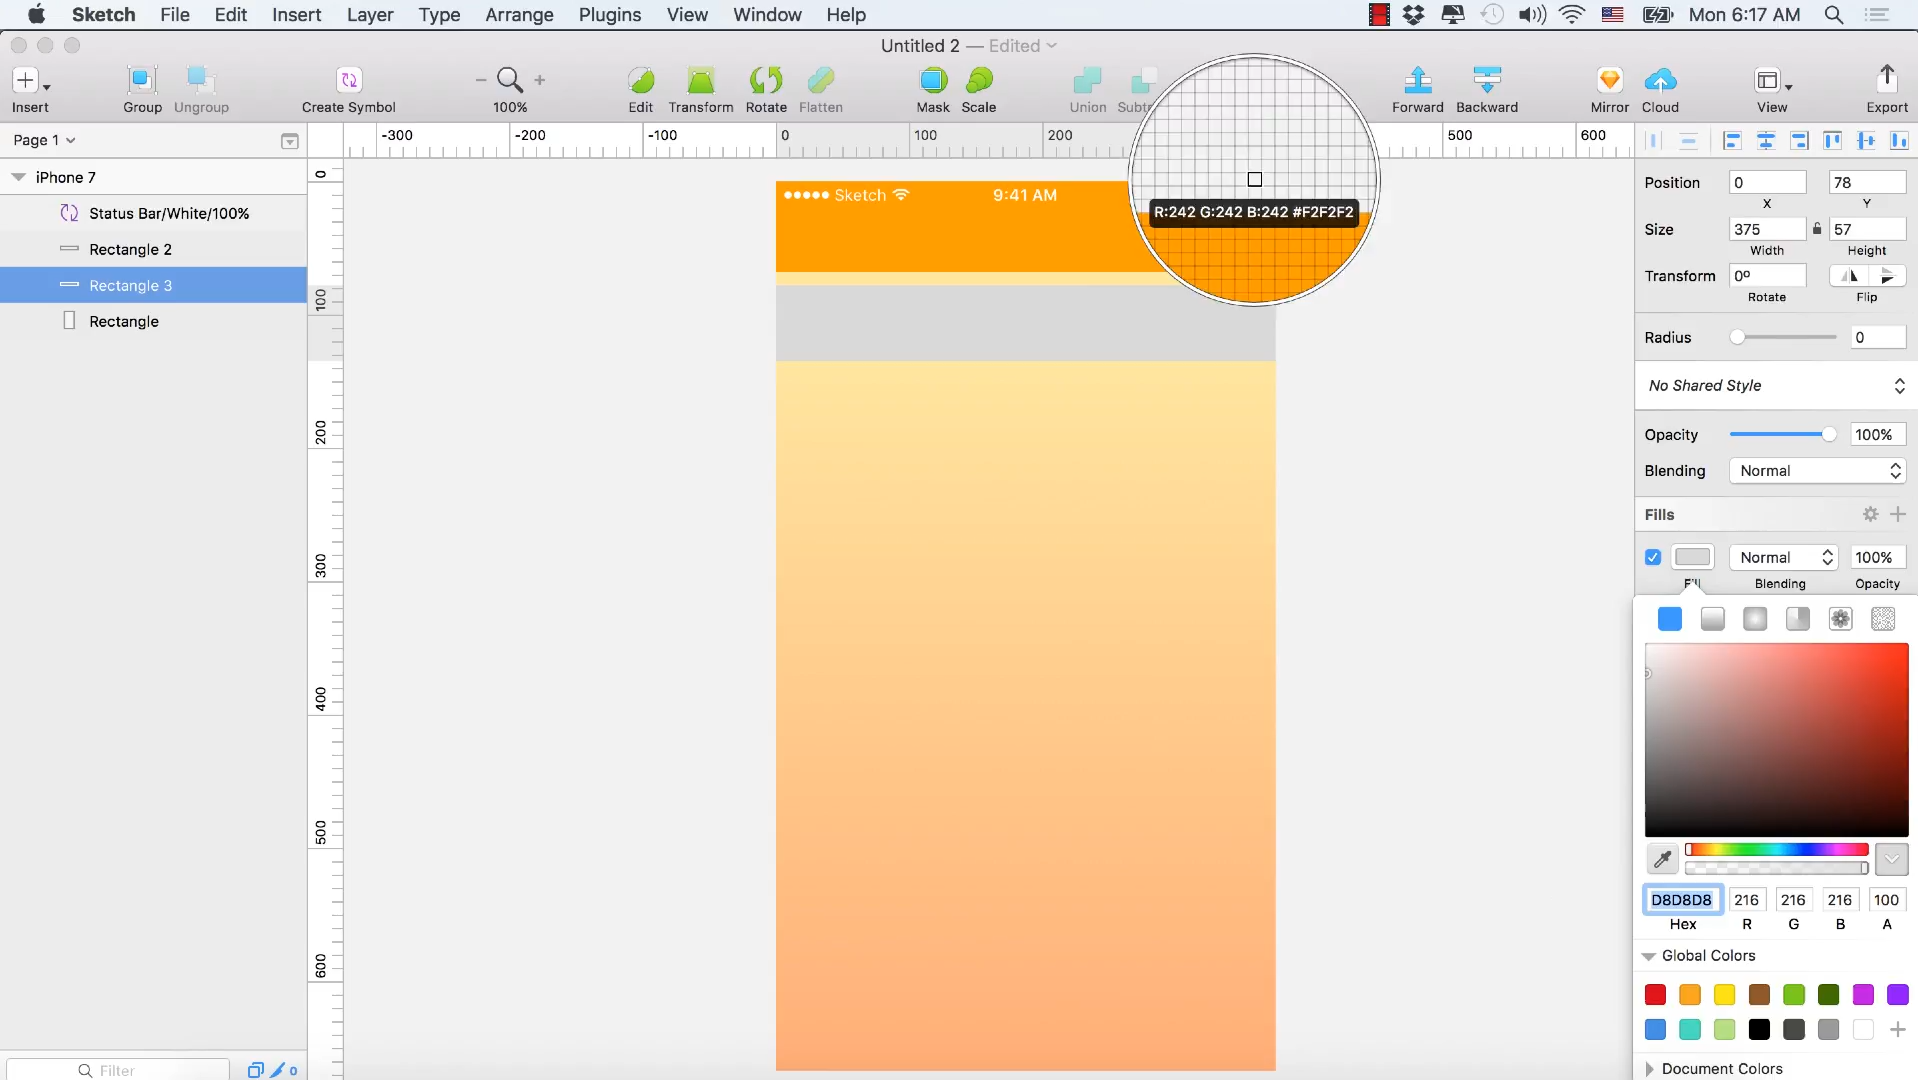 Sketch File Edit Insert Layer Type Arrange Plugins View Window Help Mon 6:17 AM
Untitled 2 — Edited
Insert Group Ungroup Create Symbol 100% Edit Transform Rotate Flatten Mask Scale Union Subt Forward Backward Mirror Cloud View Export
Page 1
-300 -200 -100 0 100 200 500 600
iPhone 7
Status Bar/White/100%
Rectangle 2
Rectangle 3
Rectangle
Filter
0
0
100
200
300
400
500
600
Sketch 9:41 AM
R:242 G:242 B:242 #F2F2F2
Position 0 78
X Y
Size 375 57
Width Height
Transform 0º
Rotate Flip
Radius 0
No Shared Style
Opacity 100%
Blending Normal
Fills
Normal 100%
Fill Blending Opacity
D8D8D8 216 216 216 100
Hex R G B A
Global Colors
Document Colors